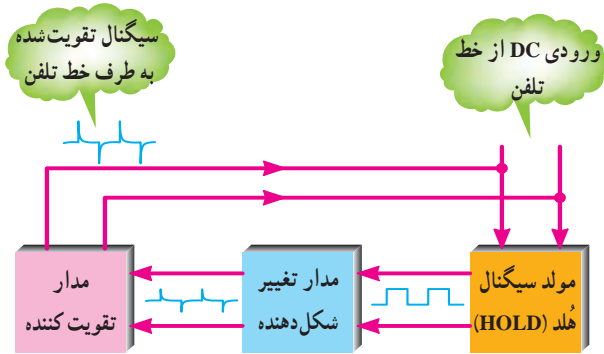 ورودی DC از خط
تلفن
سیگنال تقویت‌شده
به طرف خط تلفن
مولد سیگنال
هُلد (HOLD)
مدار تغییر
شکل‌دهنده
مدار
تقویت کننده